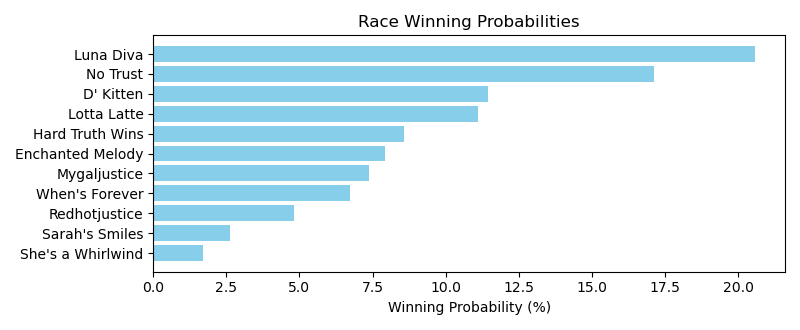 Race Winning Probabilities
Luna Diva
No Trust
D' Kitten
Lotta Latte
Hard Truth Wins
Enchanted Melody
Mygaljustice
When's Forever
Redhotjustice
Sarah's Smiles
She's a Whirlwind
0.0 2.5 5.0 7.5 10.0 12.5 15.0 17.5 20.0
Winning Probability (%)